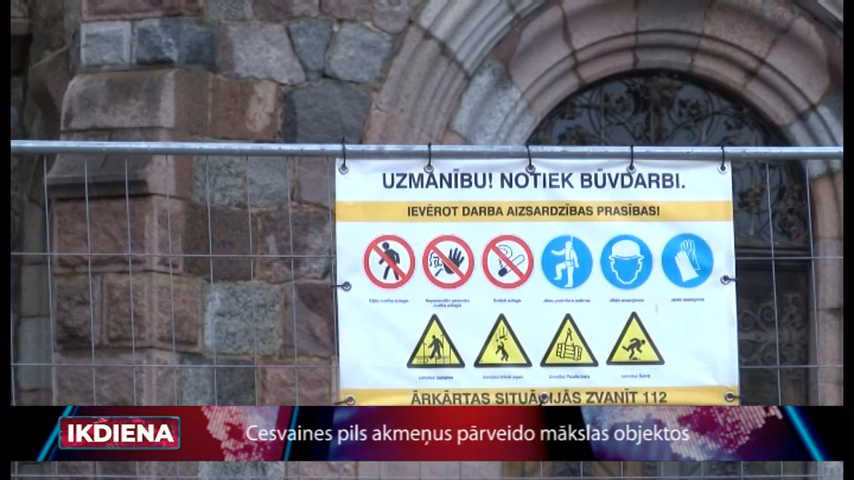 UZMANĪBU! NOTIEK BŪVDARBI.
IEVĒROT DARBA AIZSARDZĪBAS PRASĪBAS!
ĀRKĀRTAS SITUĀCIJĀS ZVANĪT 112
IKDIENA
Cesvaines pils akmeņus pārveido mākslas objektos